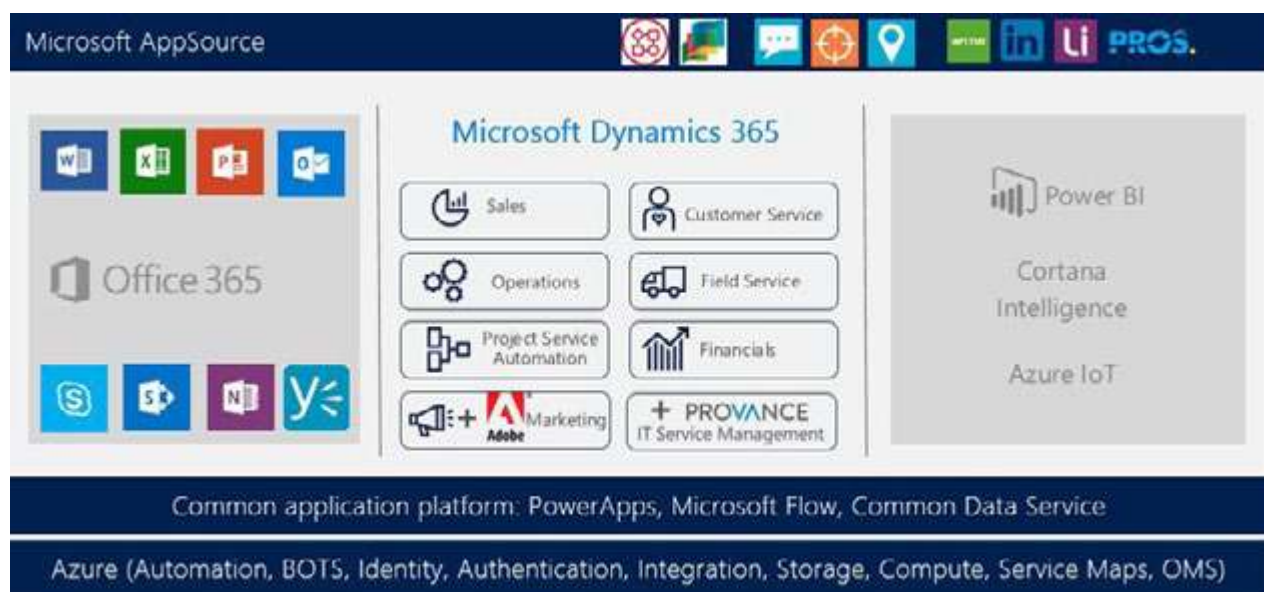 Microsoft AppSource
in
Li
PROS.
W
X
P
O
Office 365
S
S
N
Microsoft Dynamics 365
Sales
Customer Service
Operations
Field Service
Project Service
Automation
Financials
+
Adobe
Marketing
+ PROVANCE
IT Service Management
Power BI
Cortana
Intelligence
Azure IoT
Common application platform: PowerApps, Microsoft Flow, Common Data Service
Azure (Automation, BOTS, Identity, Authentication, Integration, Storage, Compute, Service Maps, OMS)